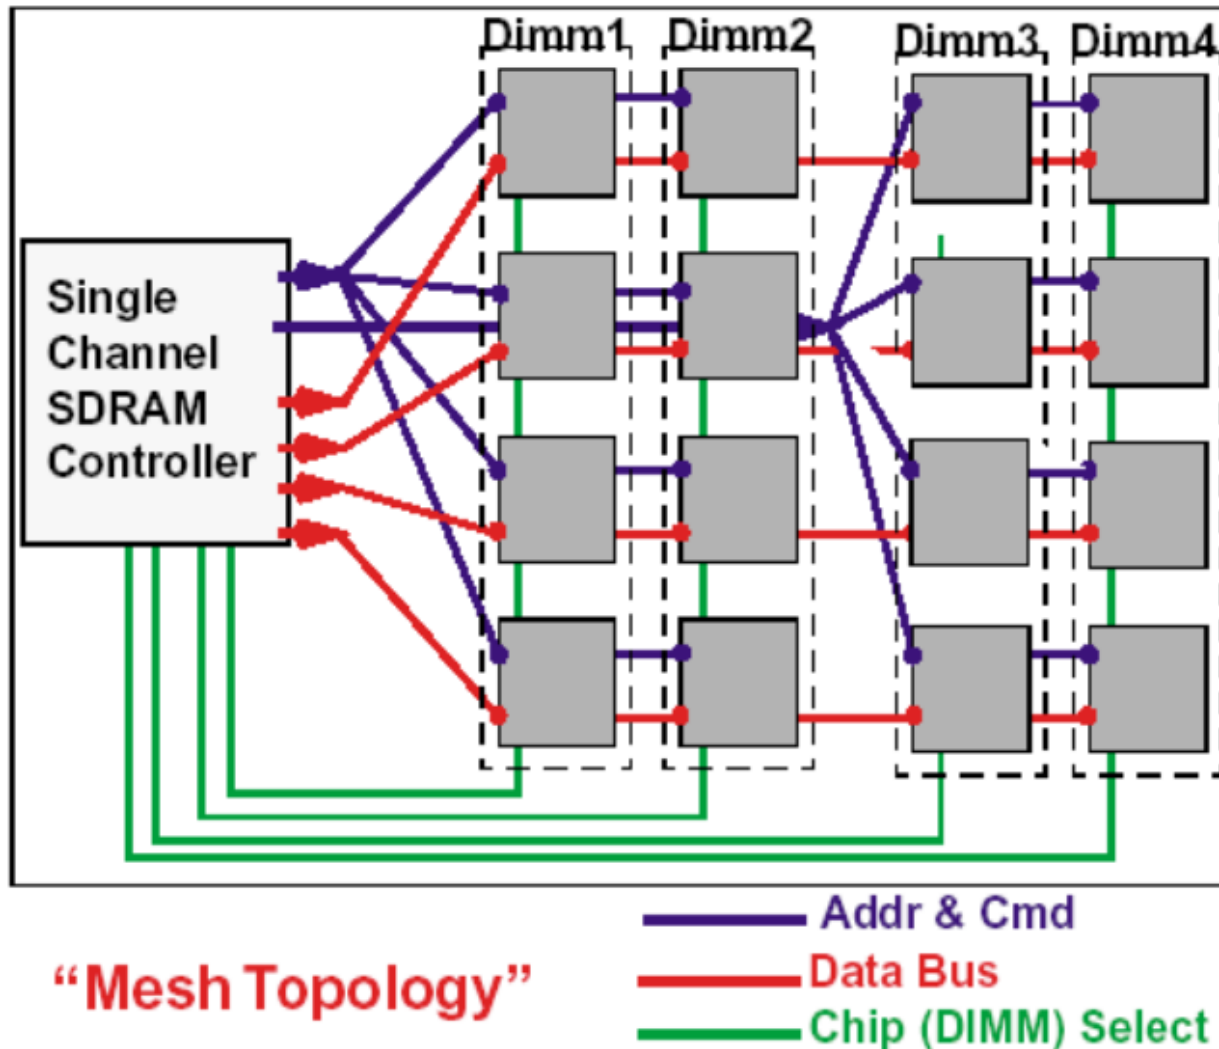 Dimm1 Dimm2 Dimm3 Dimm4
Single
Channel
SDRAM
Controller
Addr & Cmd
“Mesh Topology”
Data Bus
Chip (DIMM) Select